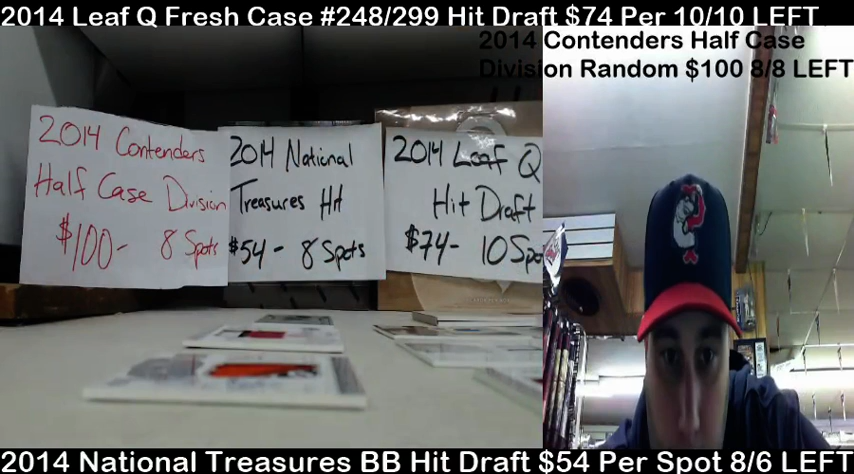 2014 Leaf Q Fresh Case #248/299 Hit Draft $74 Per 10/10 LEFT
2014 Contenders Half Case
Division Random $100 8/8 LEFT
2014 Contenders
Half Case Division
$100- 8 Spots
2014 National
Treasures Hit
$54 - 8 Spots
2014 Leaf Q
Hit Draft
$74- 10 Spo
2014 National Treasures BB Hit Draft $54 Per Spot 8/6 LEFT